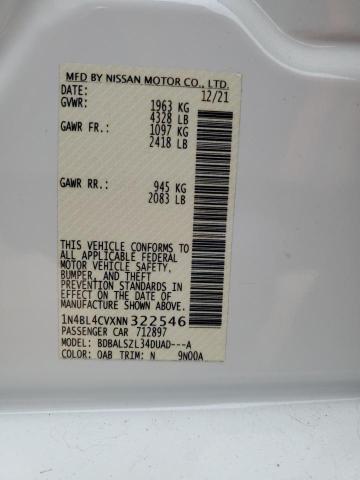 MFD BY NISSAN MOTOR CO., LTD.
DATE: 12/21
GVWR: 1963 KG
4328 LB
GAWR FR.: 1097 KG
2418 LB
GAWR RR.: 945 KG
2083 LB
THIS VEHICLE CONFORMS TO
ALL APPLICABLE FEDERAL
MOTOR VEHICLE SAFETY,
BUMPER, AND THEFT
PREVENTION STANDARDS
IN EFFECT ON THE DATE OF
MANUFACTURE SHOWN ABOVE.
1N4BL4CVXNN322546
PASSENGER CAR 712897
MODEL: BDBALSZL34DUAD---A
COLOR: QAB TRIM: N 9N00A